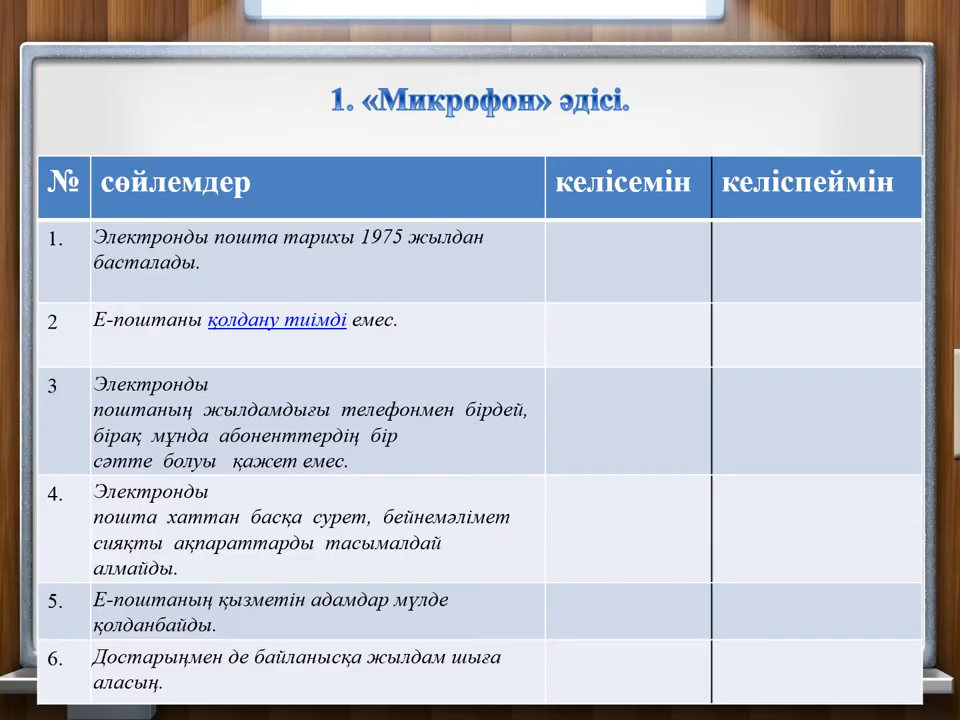 1. «Микрофон» әдісі.
№ сөйлемдер келісемін келіспеймін
1. Электронды пошта тарихы 1975 жылдан
басталады.
2 Е-поштаны қолдану тиімді емес.
3 Электронды
поштаның жылдамдығы телефонмен бірдей,
бірақ мұнда абоненттердің бір
сәтте болуы қажет емес.
4. Электронды
пошта хаттан басқа сурет, бейнемәлімет
сияқты ақпараттарды тасымалдай
алмайды.
5. Е-поштаның қызметін адамдар мүлде
қолданбайды.
6. Достарыңмен де байланысқа жылдам шыға
аласың.